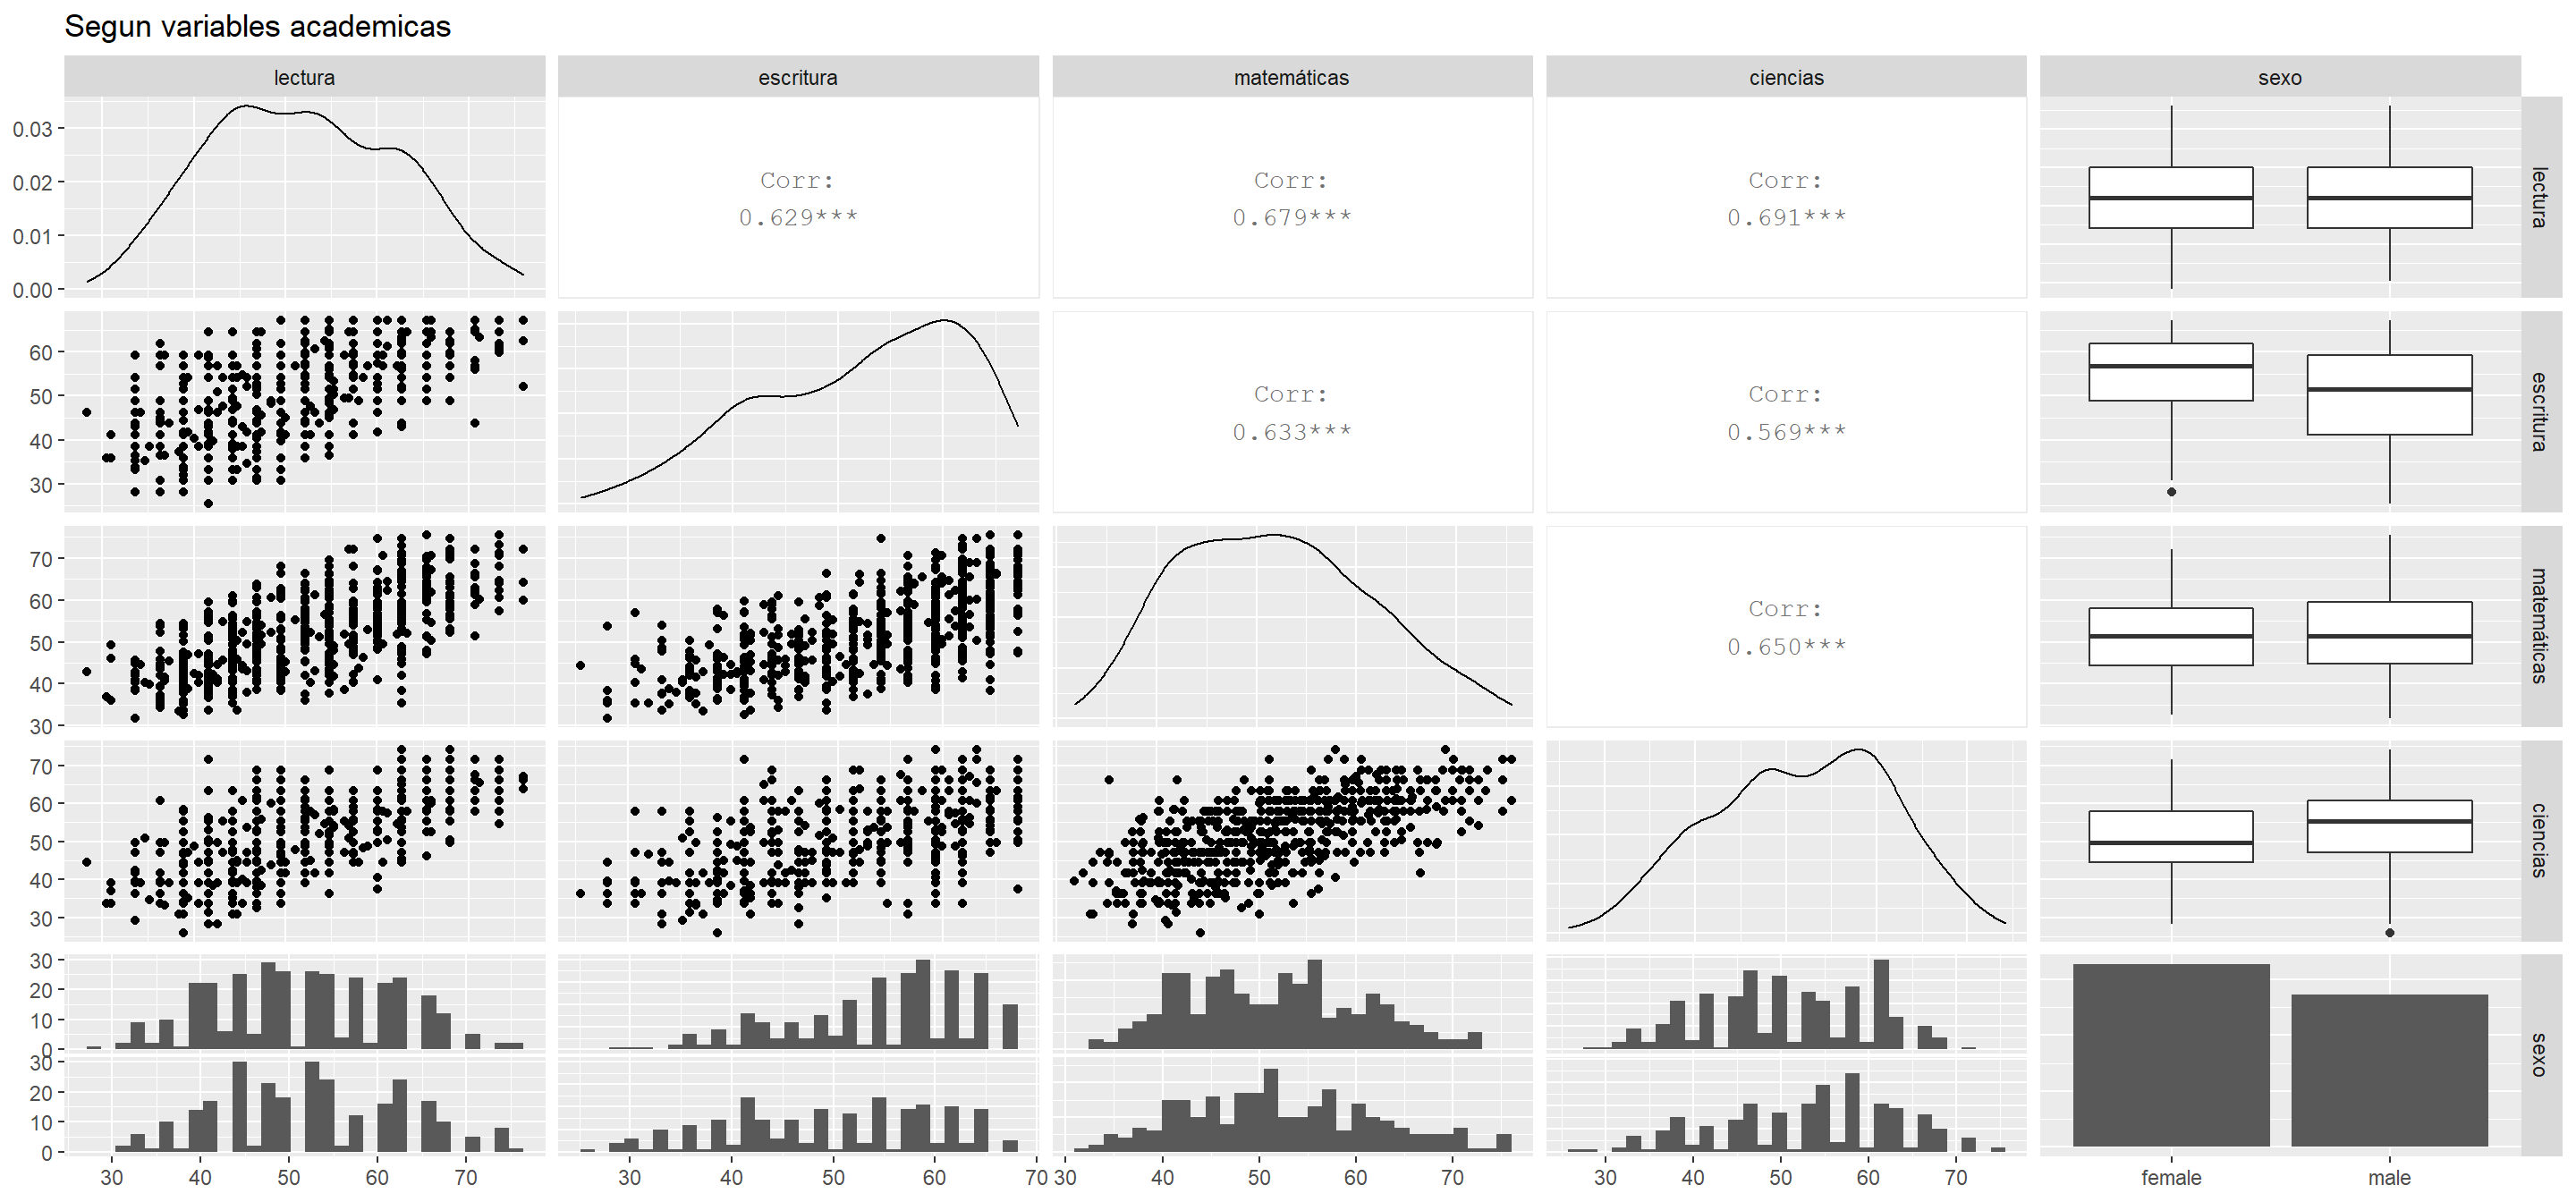 Segun variables academicas
lectura escritura matemáticas ciencias sexo
0.03
0.02
0.01
0.00
Corr:
0.629***
Corr:
0.679***
Corr:
0.691***
lectura
60
50
40
30
Corr:
0.633***
Corr:
0.569***
escritura
70
60
50
40
30
Corr:
0.650***
matemáticas
70
60
50
40
30
ciencias
30
20
10
0
30
20
10
0
sexo
30 40 50 60 70 30 40 50 60 70 30 40 50 60 70 30 40 50 60 70 female male